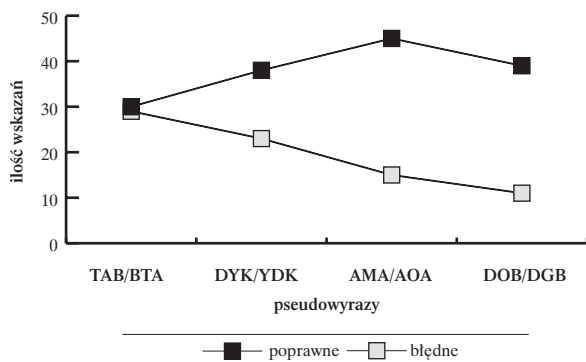 50
40
30
20
10
0
ilość wskazań
TAB/BTA DYK/YDK AMA/AOA DOB/DGB
pseudowyrazy
poprawne błędne